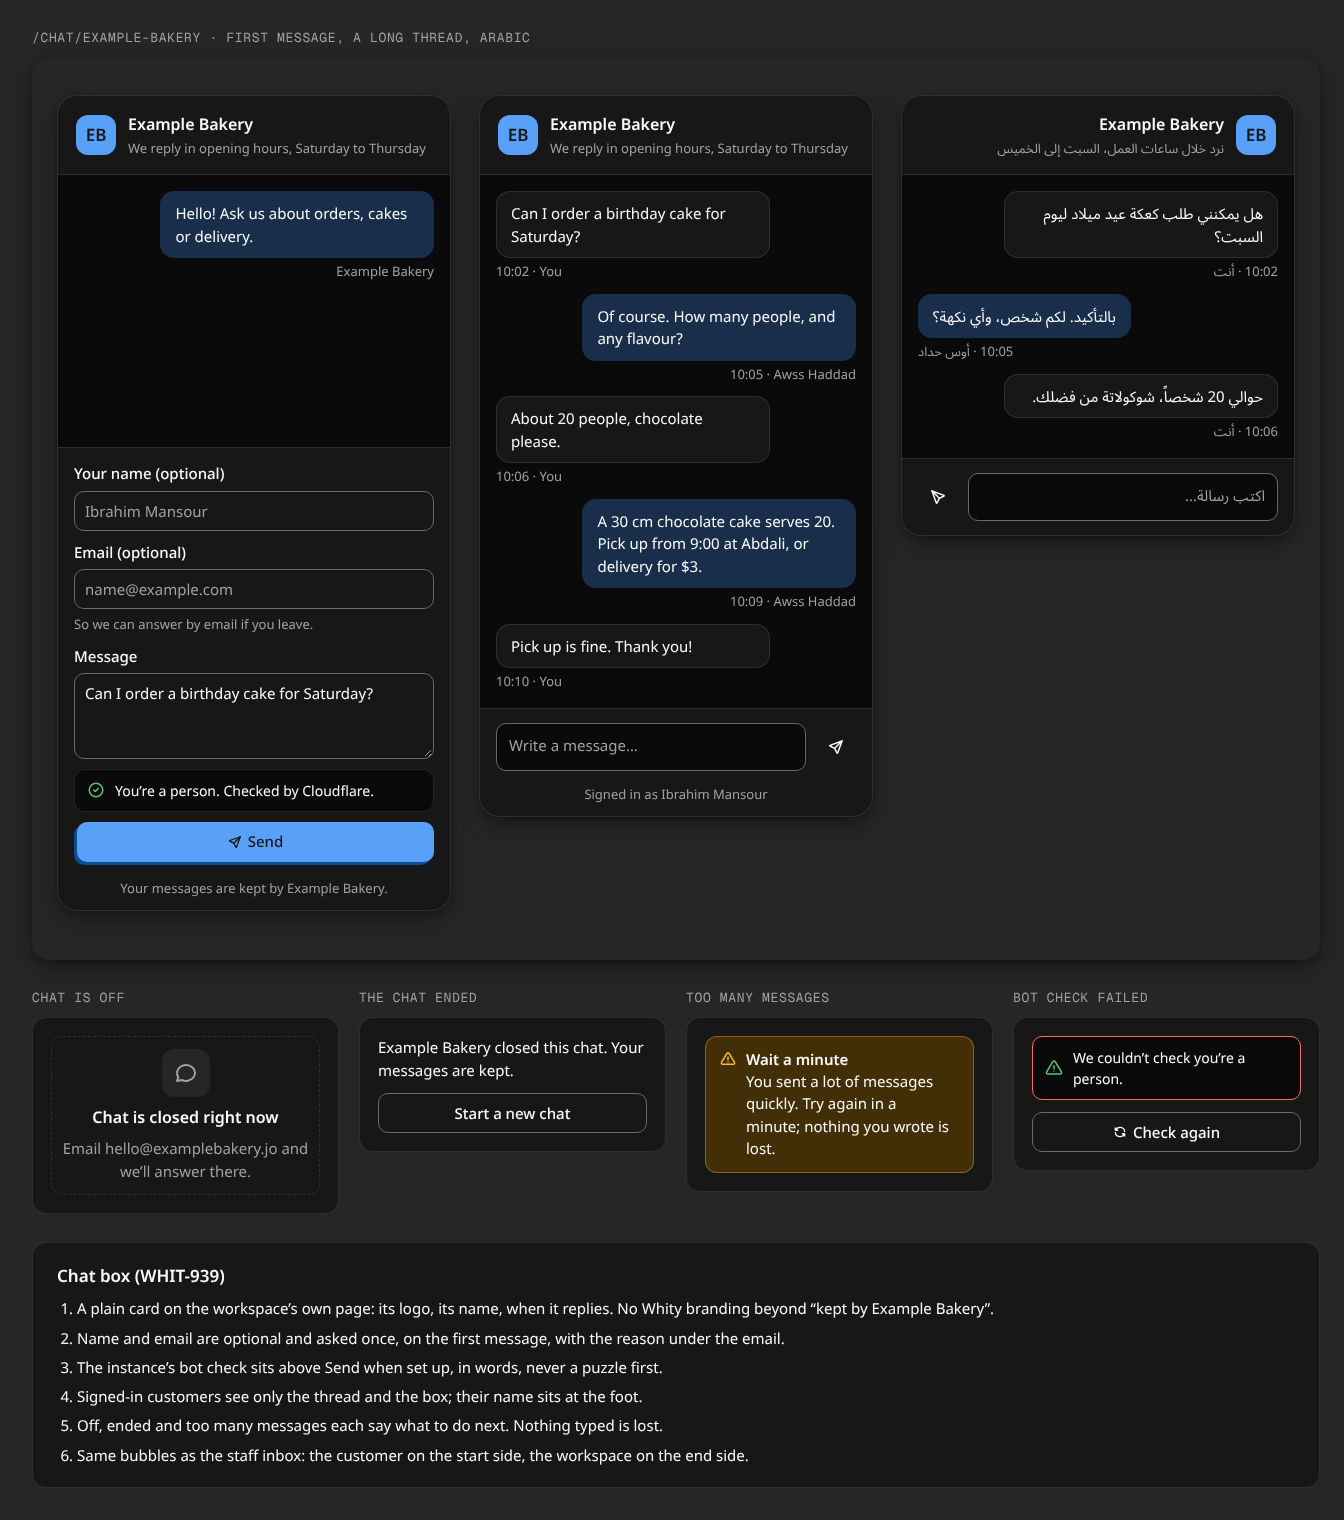 /CHAT/EXAMPLE-BAKERY · FIRST MESSAGE, A LONG THREAD, ARABIC
EB
Example Bakery
We reply in opening hours, Saturday to Thursday
Hello! Ask us about orders, cakes
or delivery.
Example Bakery
Your name (optional)
Ibrahim Mansour
Email (optional)
name@example.com
So we can answer by email if you leave.
Message
Can I order a birthday cake for Saturday?
You’re a person. Checked by Cloudflare.
Send
Your messages are kept by Example Bakery.
EB
Example Bakery
We reply in opening hours, Saturday to Thursday
Can I order a birthday cake for
Saturday?
10:02 · You
Of course. How many people, and
any flavour?
10:05 · Awss Haddad
About 20 people, chocolate
please.
10:06 · You
A 30 cm chocolate cake serves 20.
Pick up from 9:00 at Abdali, or
delivery for $3.
10:09 · Awss Haddad
Pick up is fine. Thank you!
10:10 · You
Write a message...
Signed in as Ibrahim Mansour
EB
Example Bakery
نرد خلال ساعات العمل، السبت إلى الخميس
هل يمكنني طلب كعكة عيد ميلاد ليوم
السبت؟
10:02 · أنت
بالتأكيد. لكم شخص، وأي نكهة؟
10:05 · أوس حداد
حوالي 20 شخصاً، شوكولاتة من فضلك.
10:06 · أنت
اكتب رسالة...
CHAT IS OFF
Chat is closed right now
Email hello@examplebakery.jo and
we’ll answer there.
THE CHAT ENDED
Example Bakery closed this chat. Your
messages are kept.
Start a new chat
TOO MANY MESSAGES
Wait a minute
You sent a lot of messages
quickly. Try again in a
minute; nothing you wrote is
lost.
BOT CHECK FAILED
We couldn’t check you’re a
person.
Check again
Chat box (WHIT-939)
1. A plain card on the workspace’s own page: its logo, its name, when it replies. No Whity branding beyond “kept by Example Bakery”.
2. Name and email are optional and asked once, on the first message, with the reason under the email.
3. The instance’s bot check sits above Send when set up, in words, never a puzzle first.
4. Signed-in customers see only the thread and the box; their name sits at the foot.
5. Off, ended and too many messages each say what to do next. Nothing typed is lost.
6. Same bubbles as the staff inbox: the customer on the start side, the workspace on the end side.